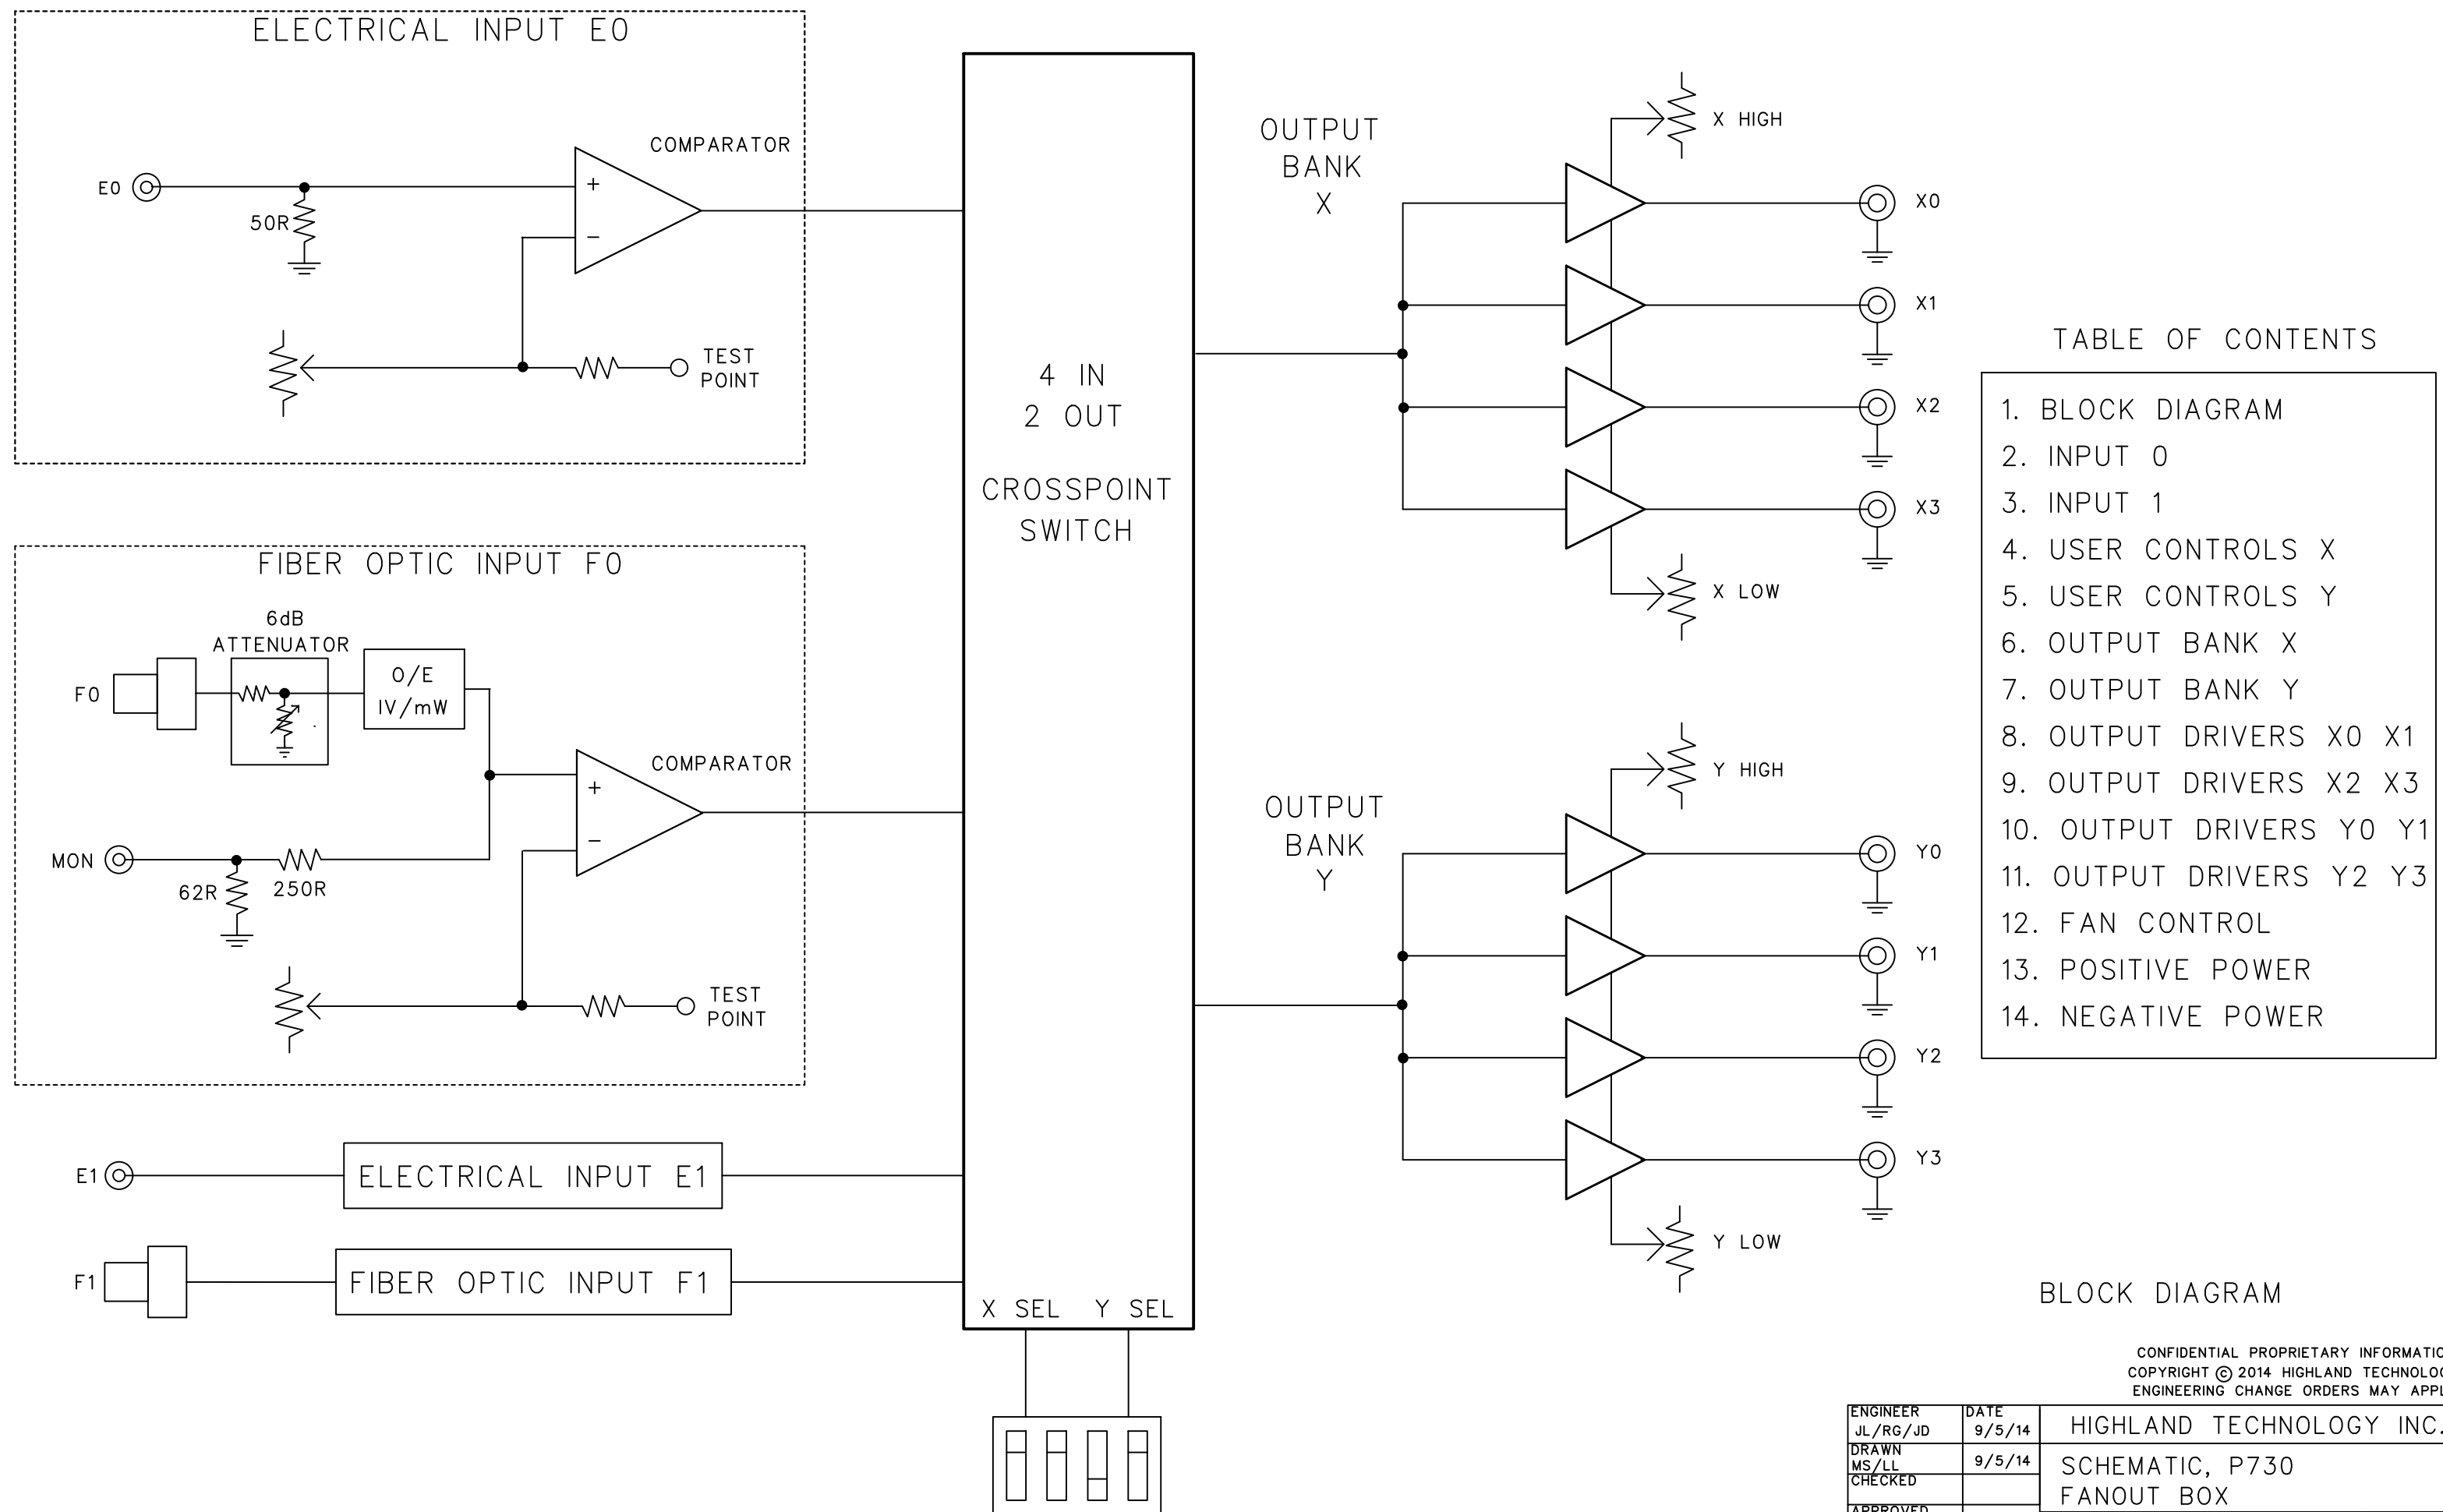 ELECTRICAL INPUT E0
COMPARATOR
E0
+
50R
−
TEST
POINT
FIBER OPTIC INPUT F0
6dB
ATTENUATOR
F0
O/E
1V/mW
COMPARATOR
+
−
MON
62R
250R
TEST
POINT
E1
ELECTRICAL INPUT E1
F1
FIBER OPTIC INPUT F1
4 IN
2 OUT
CROSSPOINT
SWITCH
X SEL Y SEL
OUTPUT
BANK
X
X HIGH
X0
X1
X2
X3
X LOW
OUTPUT
BANK
Y
Y HIGH
Y0
Y1
Y2
Y3
Y LOW
TABLE OF CONTENTS
1. BLOCK DIAGRAM
2. INPUT 0
3. INPUT 1
4. USER CONTROLS X
5. USER CONTROLS Y
6. OUTPUT BANK X
7. OUTPUT BANK Y
8. OUTPUT DRIVERS X0 X1
9. OUTPUT DRIVERS X2 X3
10. OUTPUT DRIVERS Y0 Y1
11. OUTPUT DRIVERS Y2 Y3
12. FAN CONTROL
13. POSITIVE POWER
14. NEGATIVE POWER
BLOCK DIAGRAM
CONFIDENTIAL PROPRIETARY INFORMATIO
COPYRIGHT © 2014 HIGHLAND TECHNOLOG
ENGINEERING CHANGE ORDERS MAY APPL
ENGINEER
JL/RG/JD
DATE
9/5/14
HIGHLAND TECHNOLOGY INC.
DRAWN
MS/LL
9/5/14
SCHEMATIC, P730
FANOUT BOX
CHECKED
APPROVED